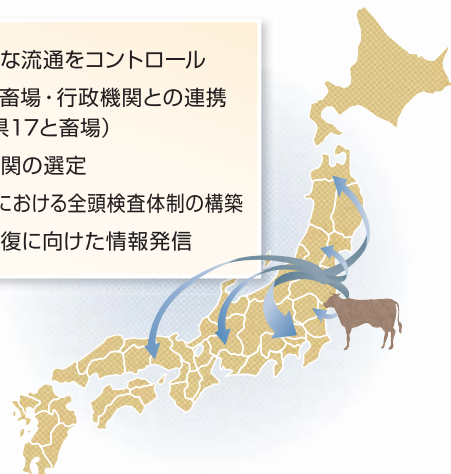 な流通をコントロール
畜場・行政機関との連携
県17と畜場）
関の選定
における全頭検査体制の構築
復に向けた情報発信